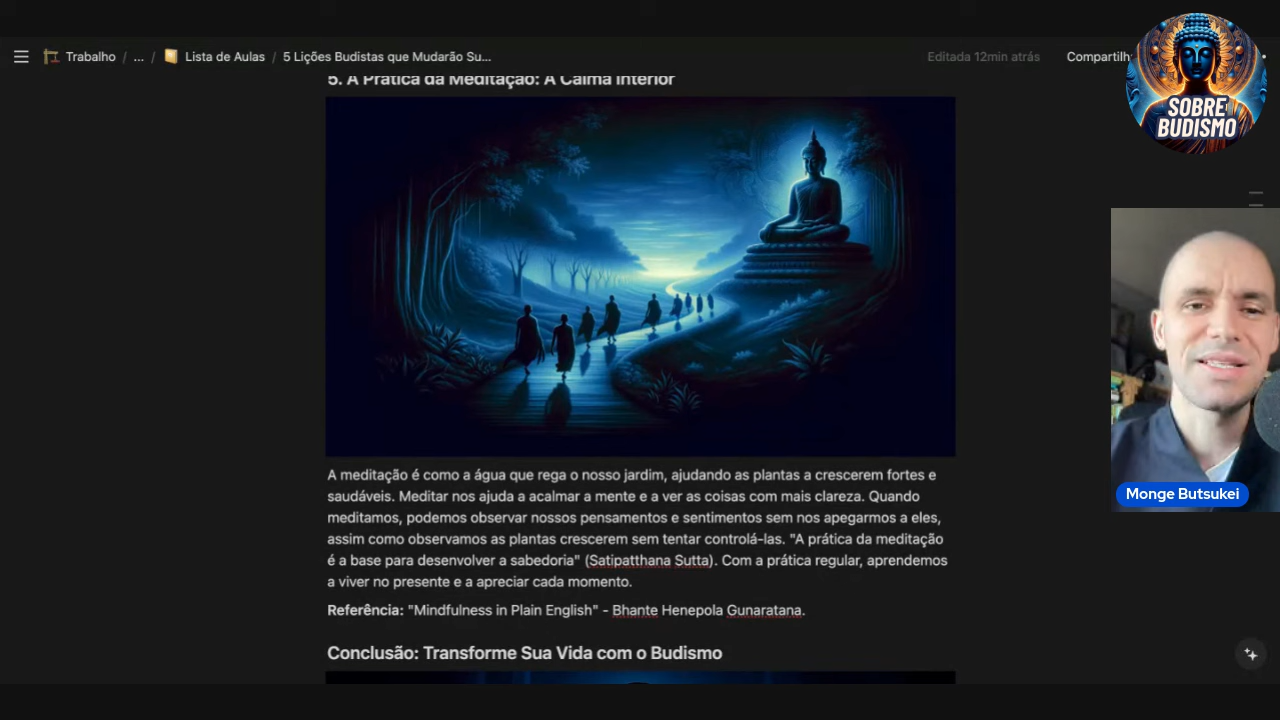 Trabalho / ... / Lista de Aulas / 5 Lições Budistas que Mudarão Su...
Editada 12min atrás
Compartilh
SOBRE
BUDISMO
5. A Prática da Meditação: A Calma Interior
A meditação é como a água que rega o nosso jardim, ajudando as plantas a crescerem fortes e
saudáveis. Meditar nos ajuda a acalmar a mente e a ver as coisas com mais clareza. Quando
meditamos, podemos observar nossos pensamentos e sentimentos sem nos apegarmos a eles,
assim como observamos as plantas crescerem sem tentar controlá-las. "A prática da meditação
é a base para desenvolver a sabedoria" (Satipatthana Sutta). Com a prática regular, aprendemos
a viver no presente e a apreciar cada momento.
Referência: "Mindfulness in Plain English" - Bhante Henepola Gunaratana.
Conclusão: Transforme Sua Vida com o Budismo
Monge Butsukei